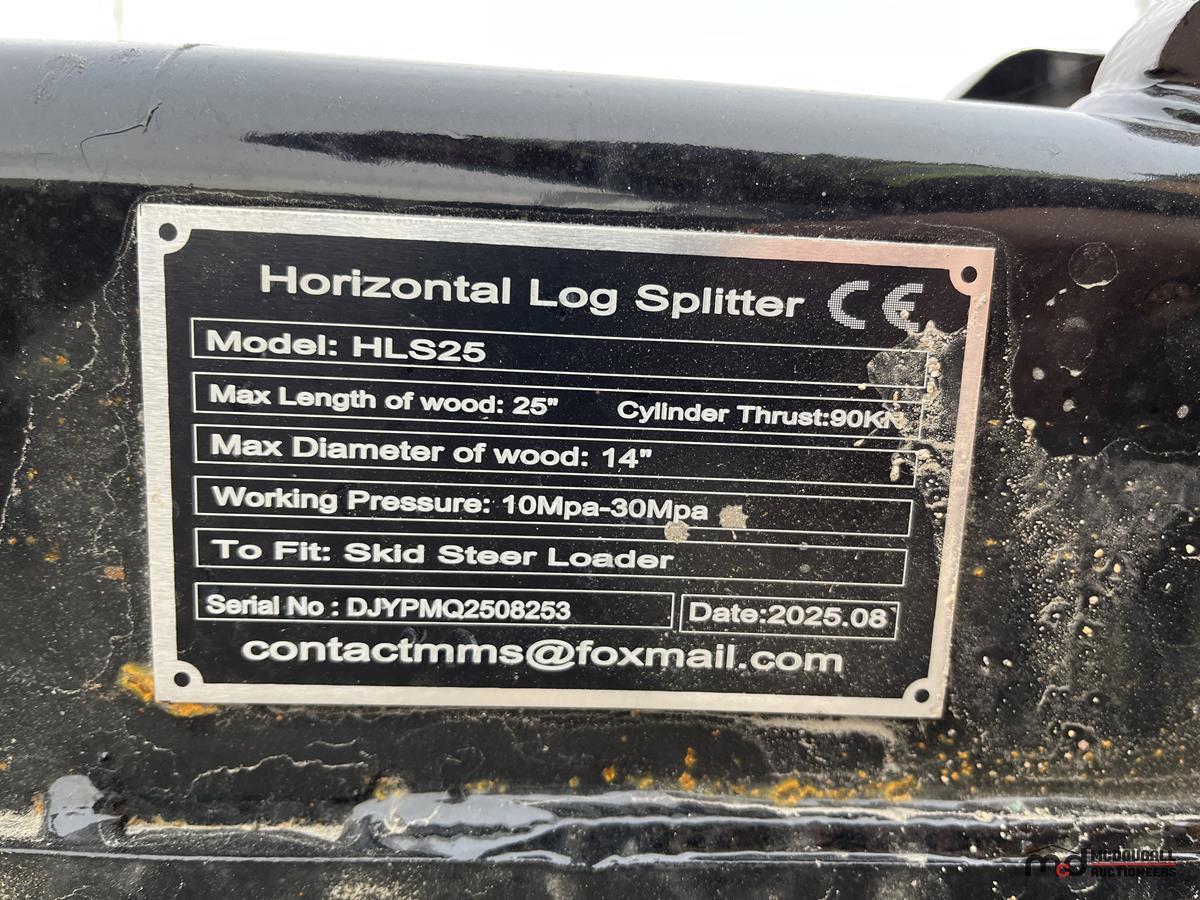 Horizontal Log Splitter CE
Model: HLS25
Max Length of wood: 25" Cylinder Thrust:90KN
Max Diameter of wood: 14"
Working Pressure: 10Mpa-30Mpa
To Fit: Skid Steer Loader
Serial No : DJYPMQ2508253 Date:2025.08
contactmms@foxmail.com
mcd MCDOUGALL
AUCTIONEERS